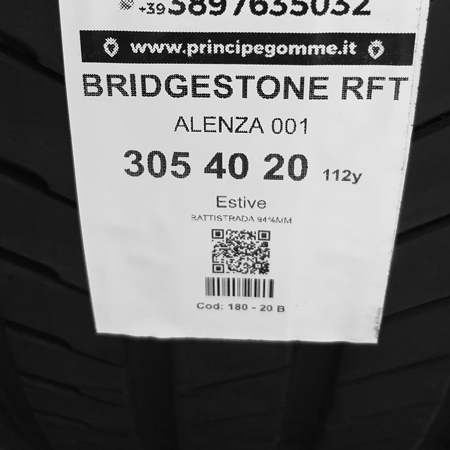 +39 3897635032
www.principegomme.it
BRIDGESTONE RFT
ALENZA 001
305 40 20 112y
Estive
BATTISTRADA 94%MM
Cod: 180 - 20 B